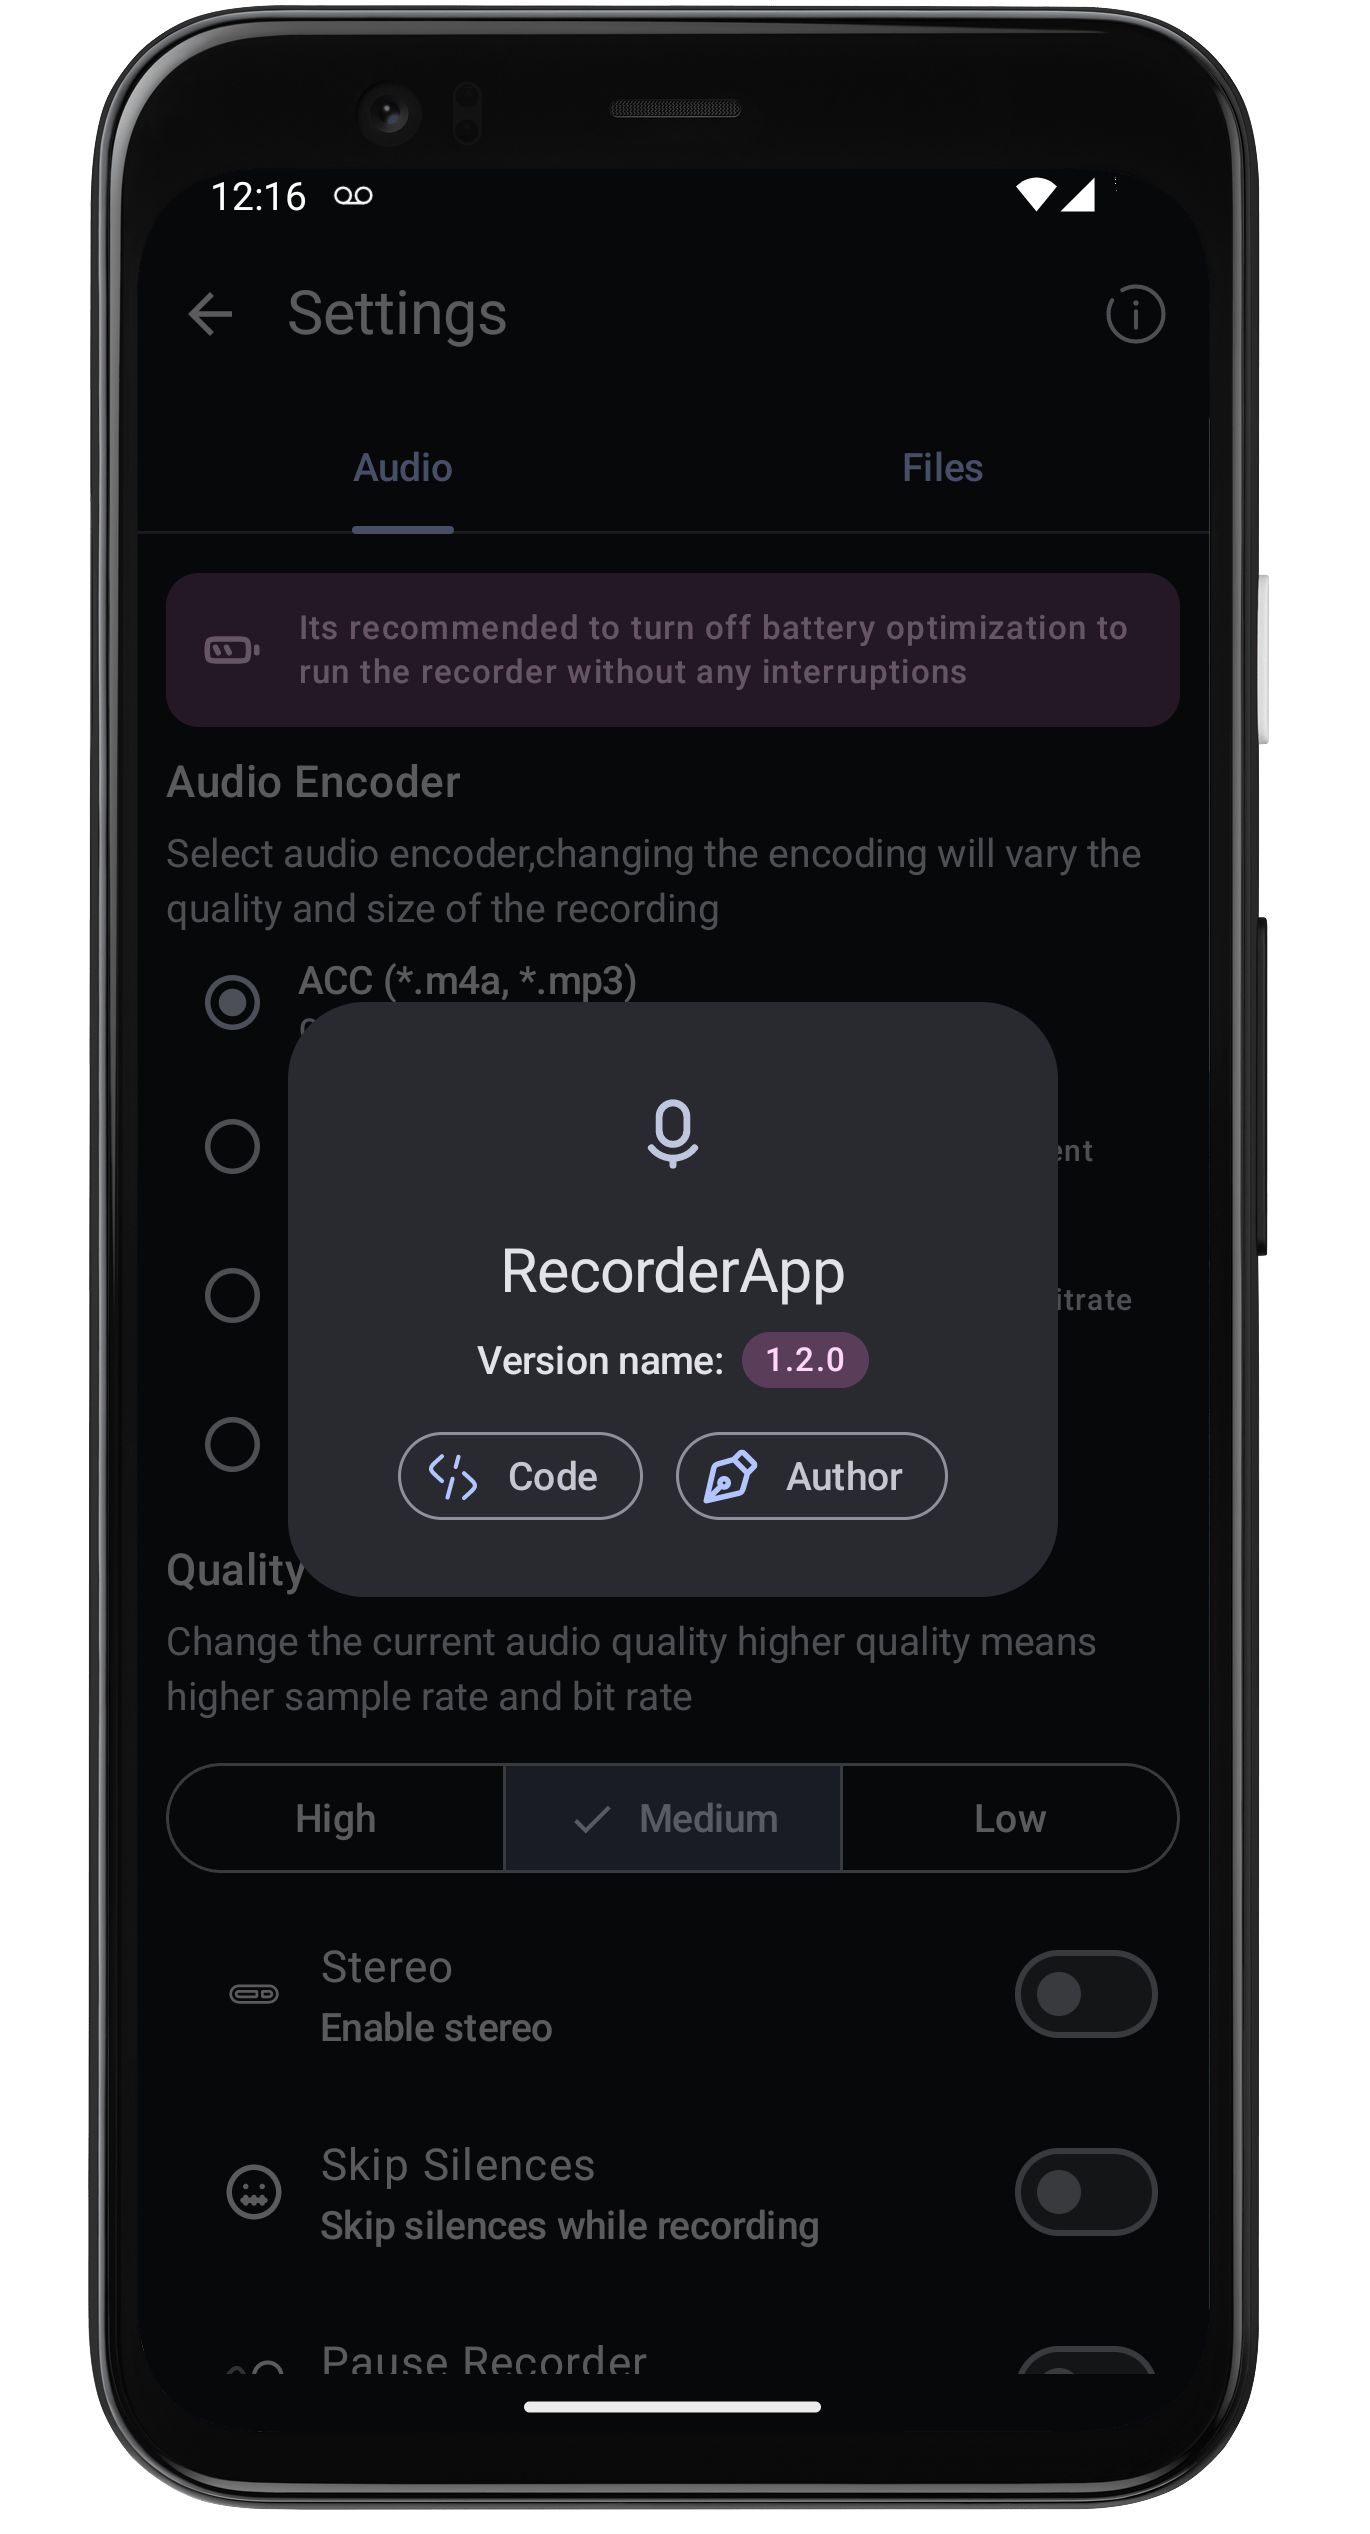 12:16
Settings
Audio
Files
Its recommended to turn off battery optimization to
run the recorder without any interruptions
Audio Encoder
Select audio encoder,changing the encoding will vary the
quality and size of the recording
ACC (*.m4a, *.mp3)
RecorderApp
Version name: 1.2.0
Code
Author
Quality
Change the current audio quality higher quality means
higher sample rate and bit rate
High
Medium
Low
Stereo
Enable stereo
Skip Silences
Skip silences while recording
Pause Recorder